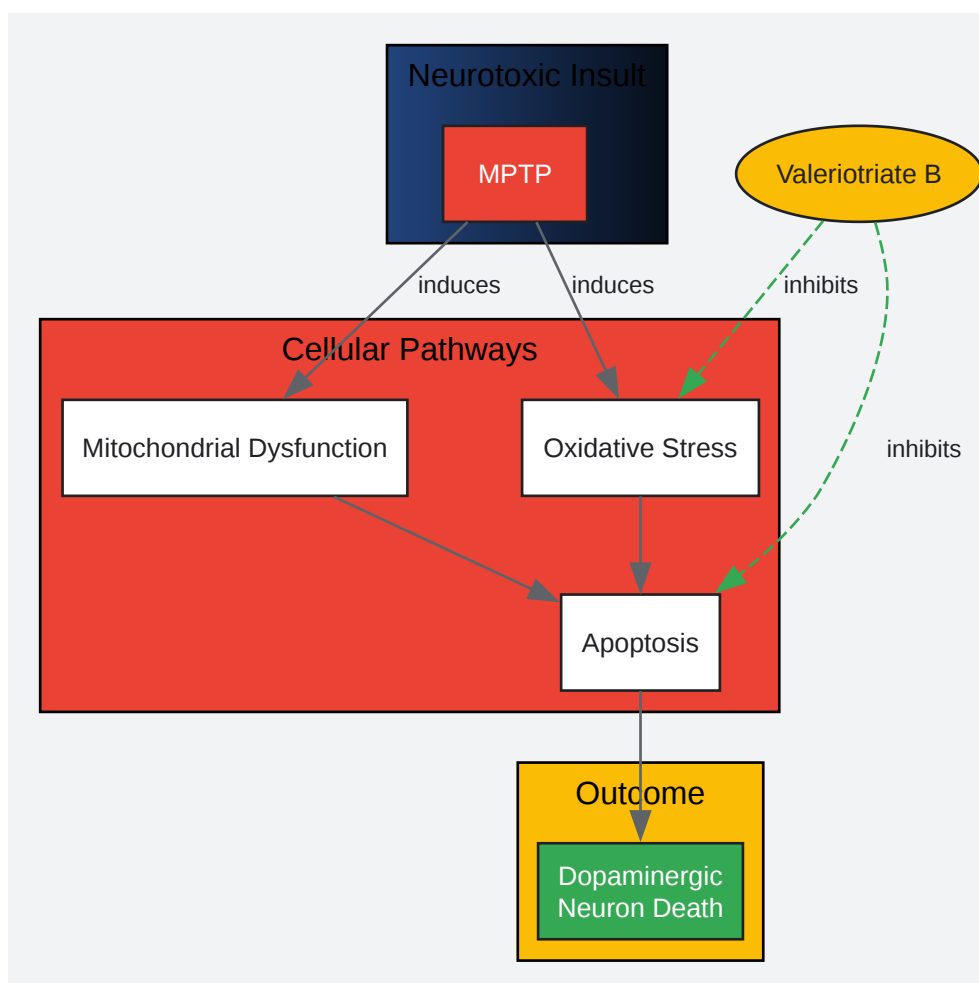 Neurotoxic Insult
MPTP
Valeriotriate B
induces
induces
inhibits
Cellular Pathways
Mitochondrial Dysfunction
Oxidative Stress
inhibits
Apoptosis
Outcome
Dopaminergic
Neuron Death